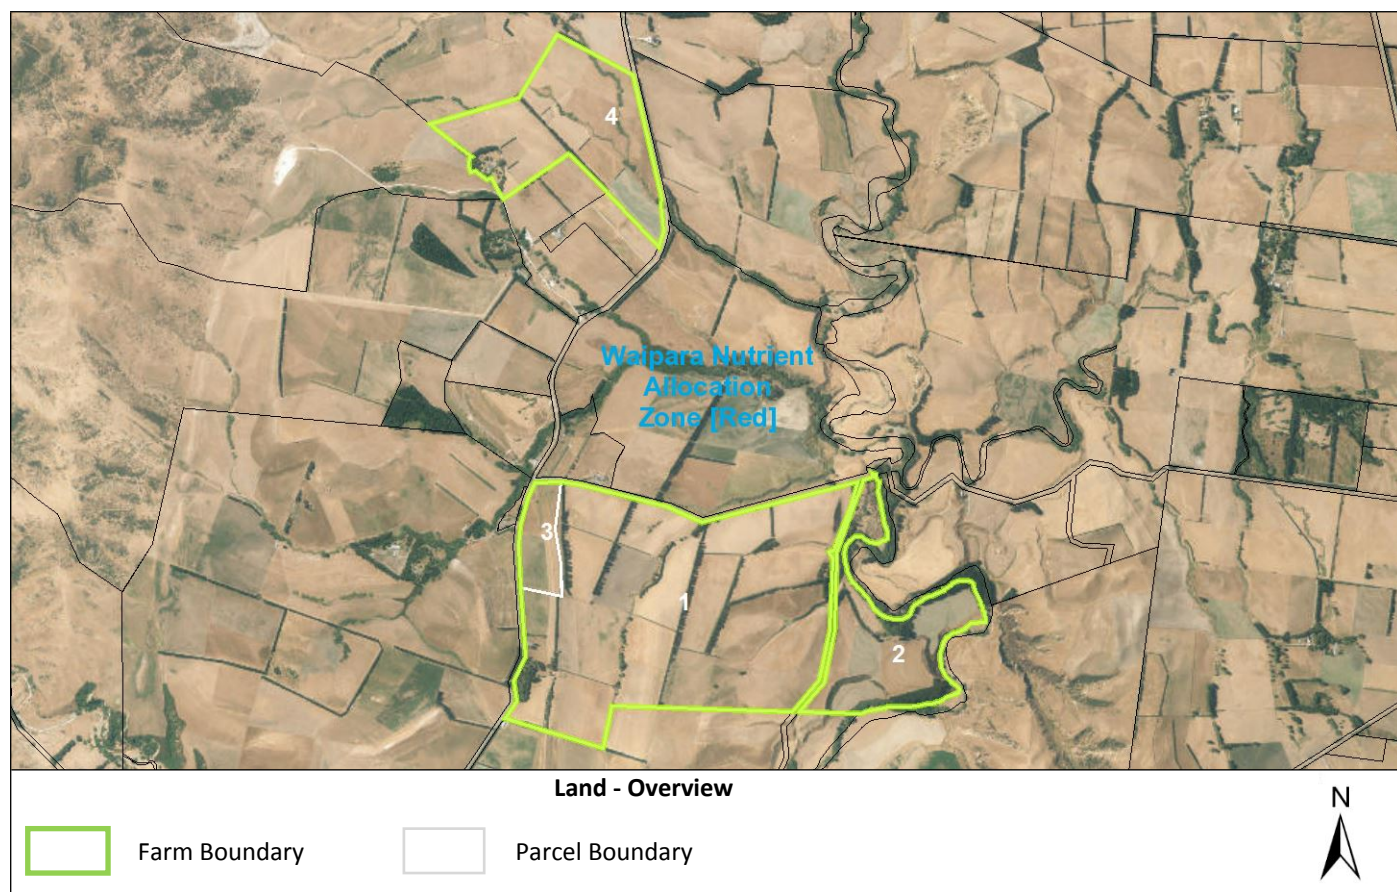 4
Waipara Nutrient
Allocation
Zone [Red]
3
1
2
Land - Overview
N
Farm Boundary
Parcel Boundary